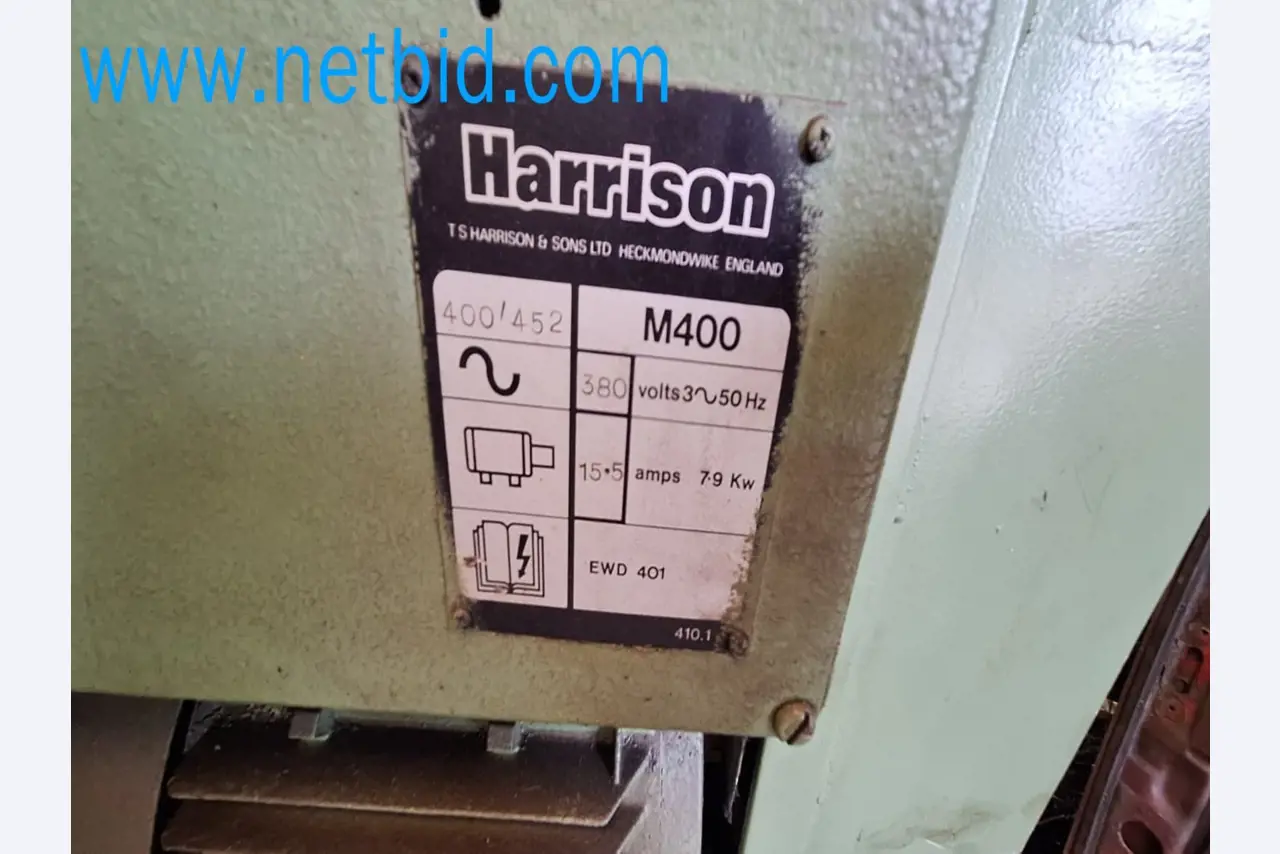 www.netbid.com
Harrison
T S HARRISON & SONS LTD HECKMONDWIKE ENGLAND
400/452 M400
380 volts 3~50 Hz
15·5 amps 7·9 Kw
EWD 401
410.1